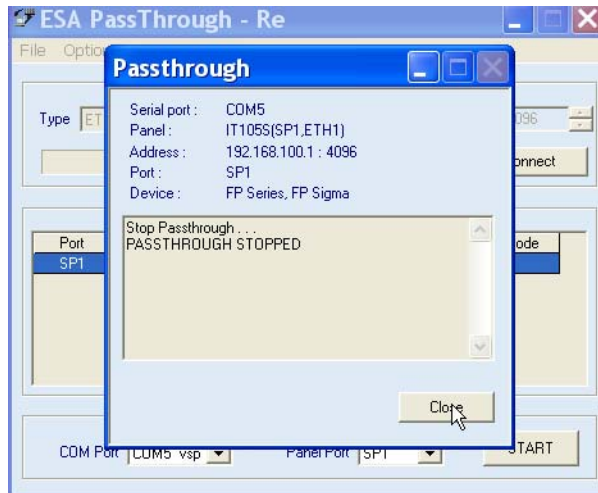 ESA PassThrough - Re
File Optio
Passthrough
Serial port : COM5
Panel : IT105S(SP1,ETH1)
Address : 192.168.100.1 : 4096
Port : SP1
Device : FP Series, FP Sigma
Type ET
096
onnect
Stop Passthrough . . .
PASSTHROUGH STOPPED
Port
ode
SP1
Close
COM Port COM5 vsp Panel Port SP1 START